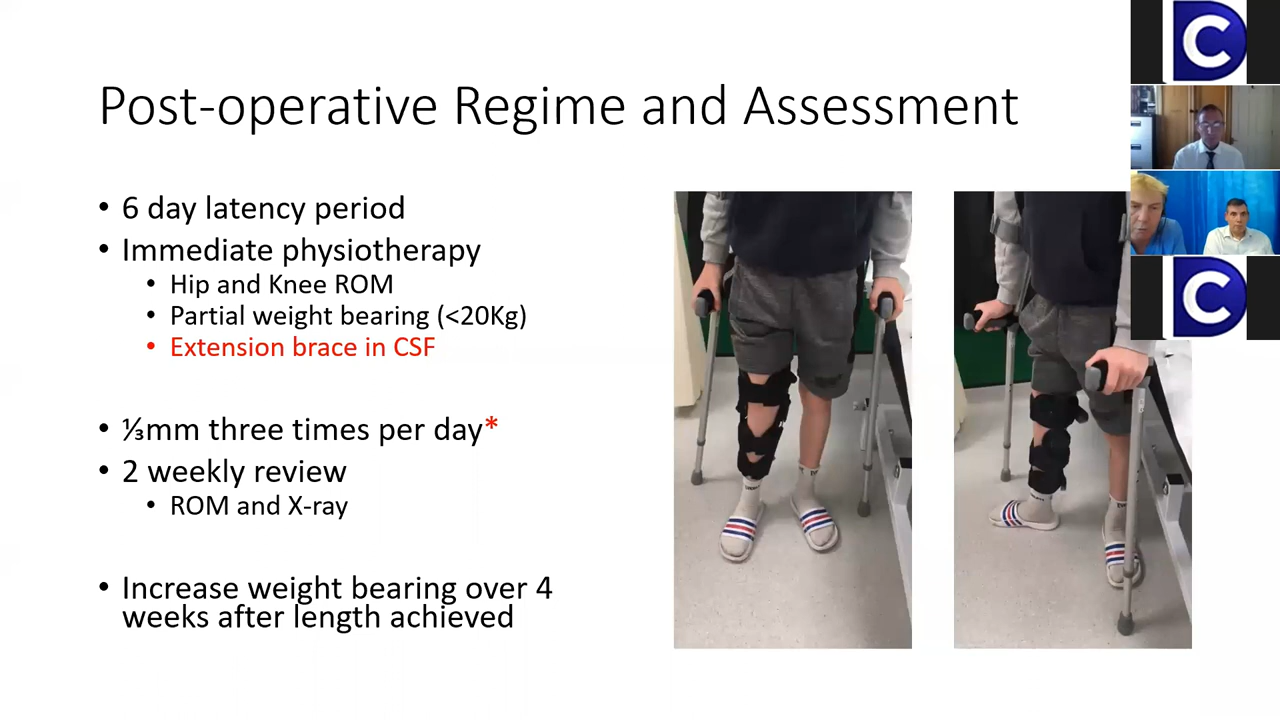 Post-operative Regime and Assessment
• 6 day latency period
• Immediate physiotherapy
• Hip and Knee ROM
• Partial weight bearing (<20Kg)
• Extension brace in CSF
• ⅓mm three times per day*
• 2 weekly review
• ROM and X-ray
• Increase weight bearing over 4
weeks after length achieved
C
C